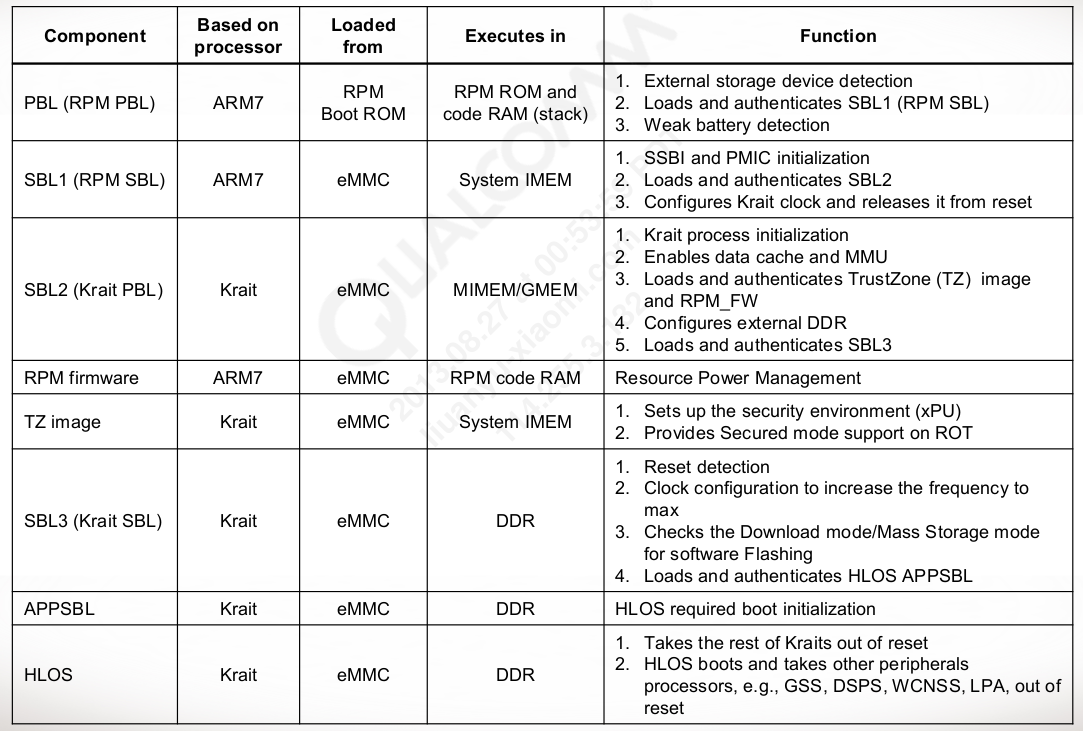 Component
Based on processor
Loaded from
Executes in
Function
PBL (RPM PBL)
ARM7
RPM
Boot ROM
RPM ROM and
code RAM (stack)
1. External storage device detection
2. Loads and authenticates SBL1 (RPM SBL)
3. Weak battery detection
SBL1 (RPM SBL)
ARM7
eMMC
System IMEM
1. SSBI and PMIC initialization
2. Loads and authenticates SBL2
3. Configures Krait clock and releases it from reset
SBL2 (Krait PBL)
Krait
eMMC
MIMEM/GMEM
1. Krait process initialization
2. Enables data cache and MMU
3. Loads and authenticates TrustZone (TZ) image
and RPM_FW
4. Configures external DDR
5. Loads and authenticates SBL3
RPM firmware
ARM7
eMMC
RPM code RAM
Resource Power Management
TZ image
Krait
eMMC
System IMEM
1. Sets up the security environment (xPU)
2. Provides Secured mode support on ROT
SBL3 (Krait SBL)
Krait
eMMC
DDR
1. Reset detection
2. Clock configuration to increase the frequency to
max
3. Checks the Download mode/Mass Storage mode
for software Flashing
4. Loads and authenticates HLOS APPSBL
APPSBL
Krait
eMMC
DDR
HLOS required boot initialization
HLOS
Krait
eMMC
DDR
1. Takes the rest of Kraits out of reset
2. HLOS boots and takes other peripherals
processors, e.g., GSS, DSPS, WCNSS, LPA, out of
reset
QUALCOMM